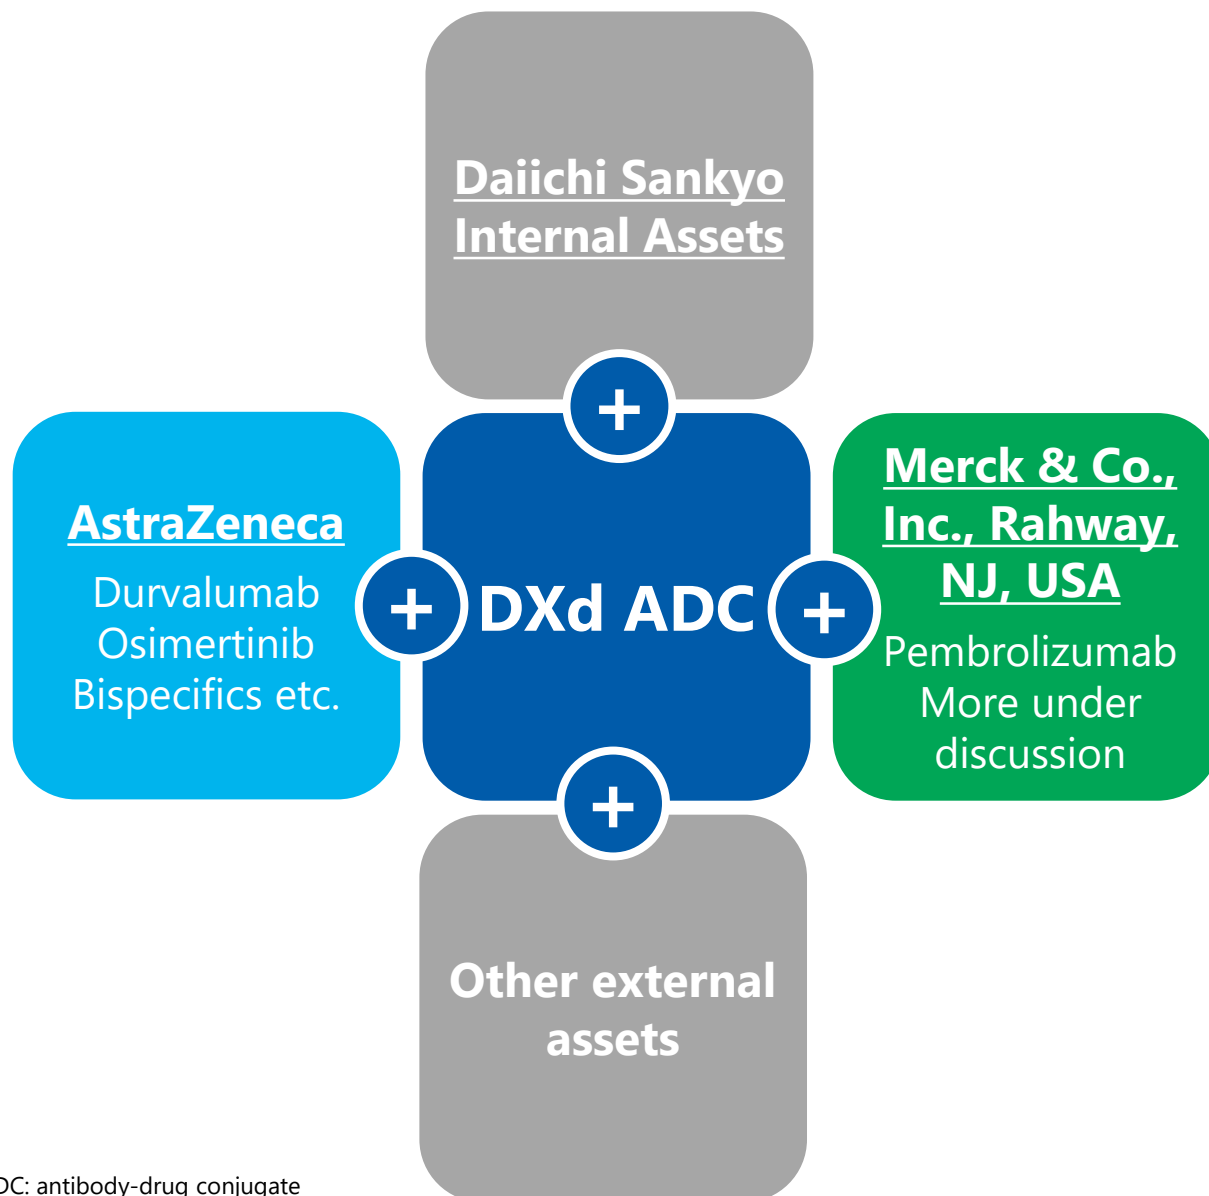 Daiichi Sankyo
Internal Assets
+
AstraZeneca
Durvalumab
Osimertinib
Bispecifics etc.
+
DXd ADC
+
Merck & Co.,
Inc., Rahway,
NJ, USA
Pembrolizumab
More under
discussion
+
Other external
assets
DC: antibody-drug conjugate